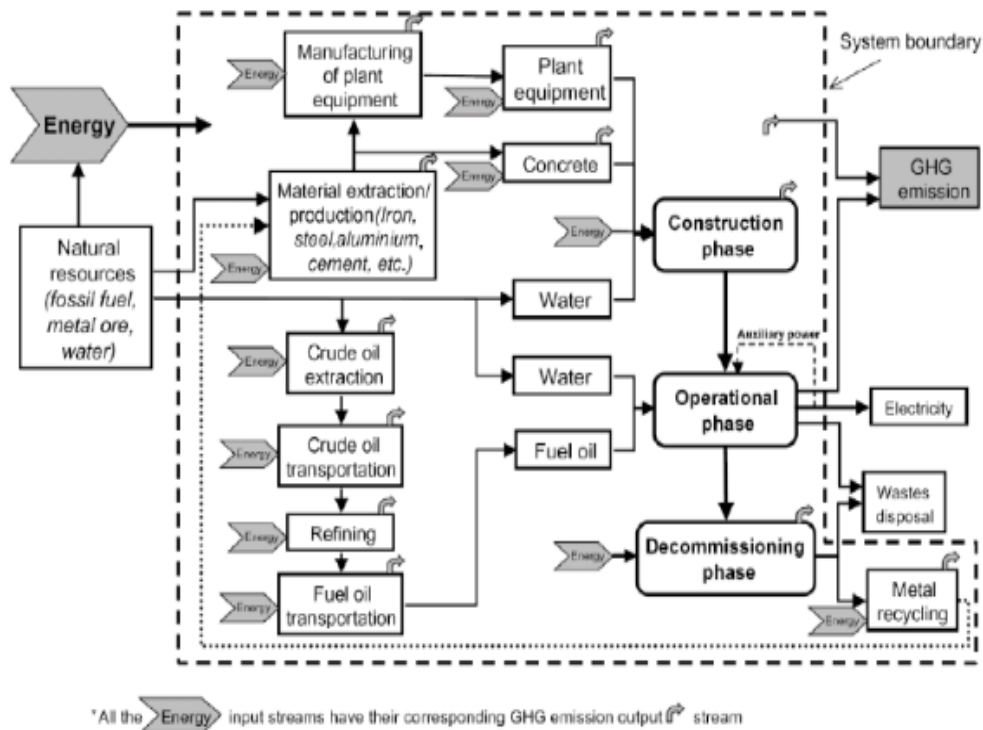 System boundary
Energy
Manufacturing
of plant
equipment
Energy
Plant
equipment
Energy
Concrete
Energy
GHG
emission
Material extraction/
production(Iron,
steel,aluminium,
cement, etc.)
Energy
Construction
phase
Energy
Natural
resources
(fossil fuel,
metal ore,
water)
Water
Auxiliary power
Crude oil
extraction
Energy
Water
Operational
phase
Electricity
Crude oil
transportation
Energy
Fuel oil
Wastes
disposal
Refining
Energy
Decommissioning
phase
Energy
Fuel oil
transportation
Energy
Metal
recycling
Energy
*All the Energy input streams have their corresponding GHG emission output stream